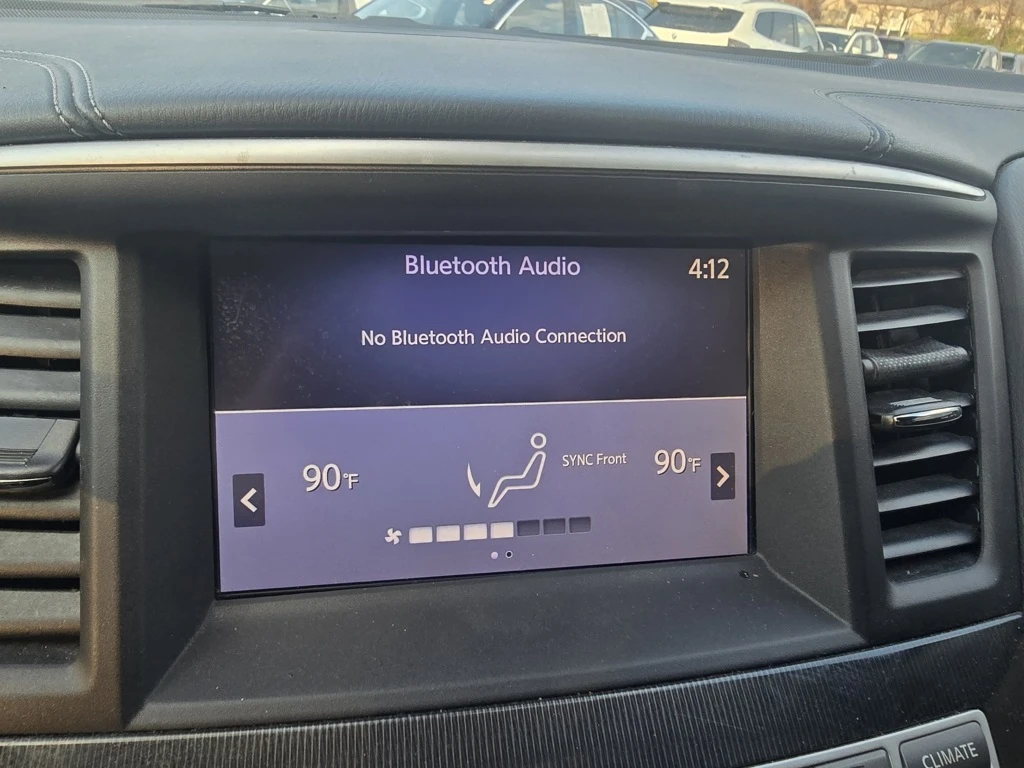 Bluetooth Audio
4:12
No Bluetooth Audio Connection
90°F
SYNC Front
90°F
CLIMATE